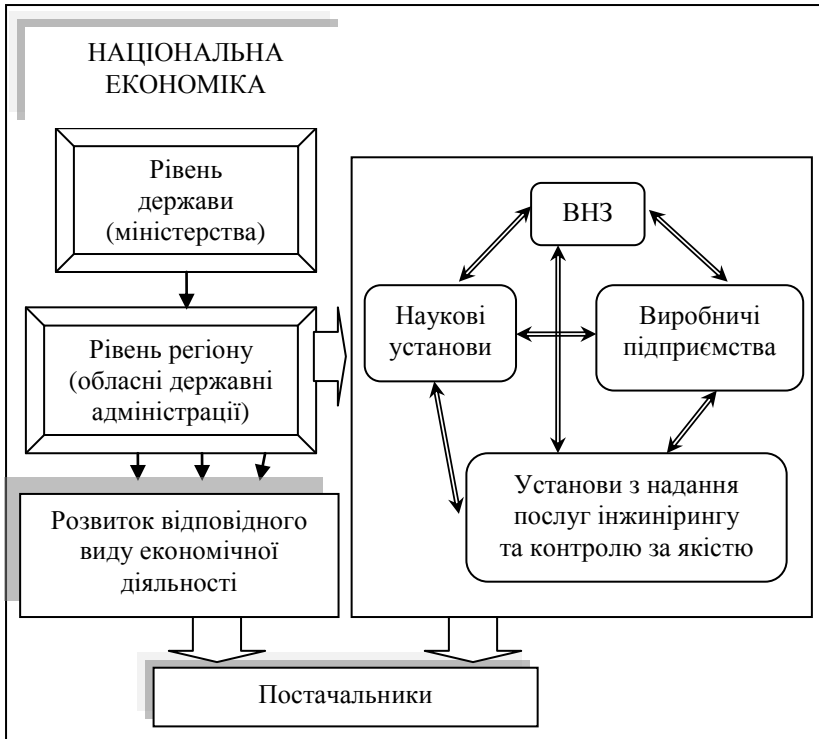 НАЦІОНАЛЬНА
ЕКОНОМІКА
Рівень
держави
(міністерства)
Рівень регіону
(обласні державні
адміністрації)
Розвиток відповідного
виду економічної
діяльності
ВНЗ
Наукові
установи
Виробничі
підприємства
Установи з надання
послуг інжинірингу
та контролю за якістю
Постачальники